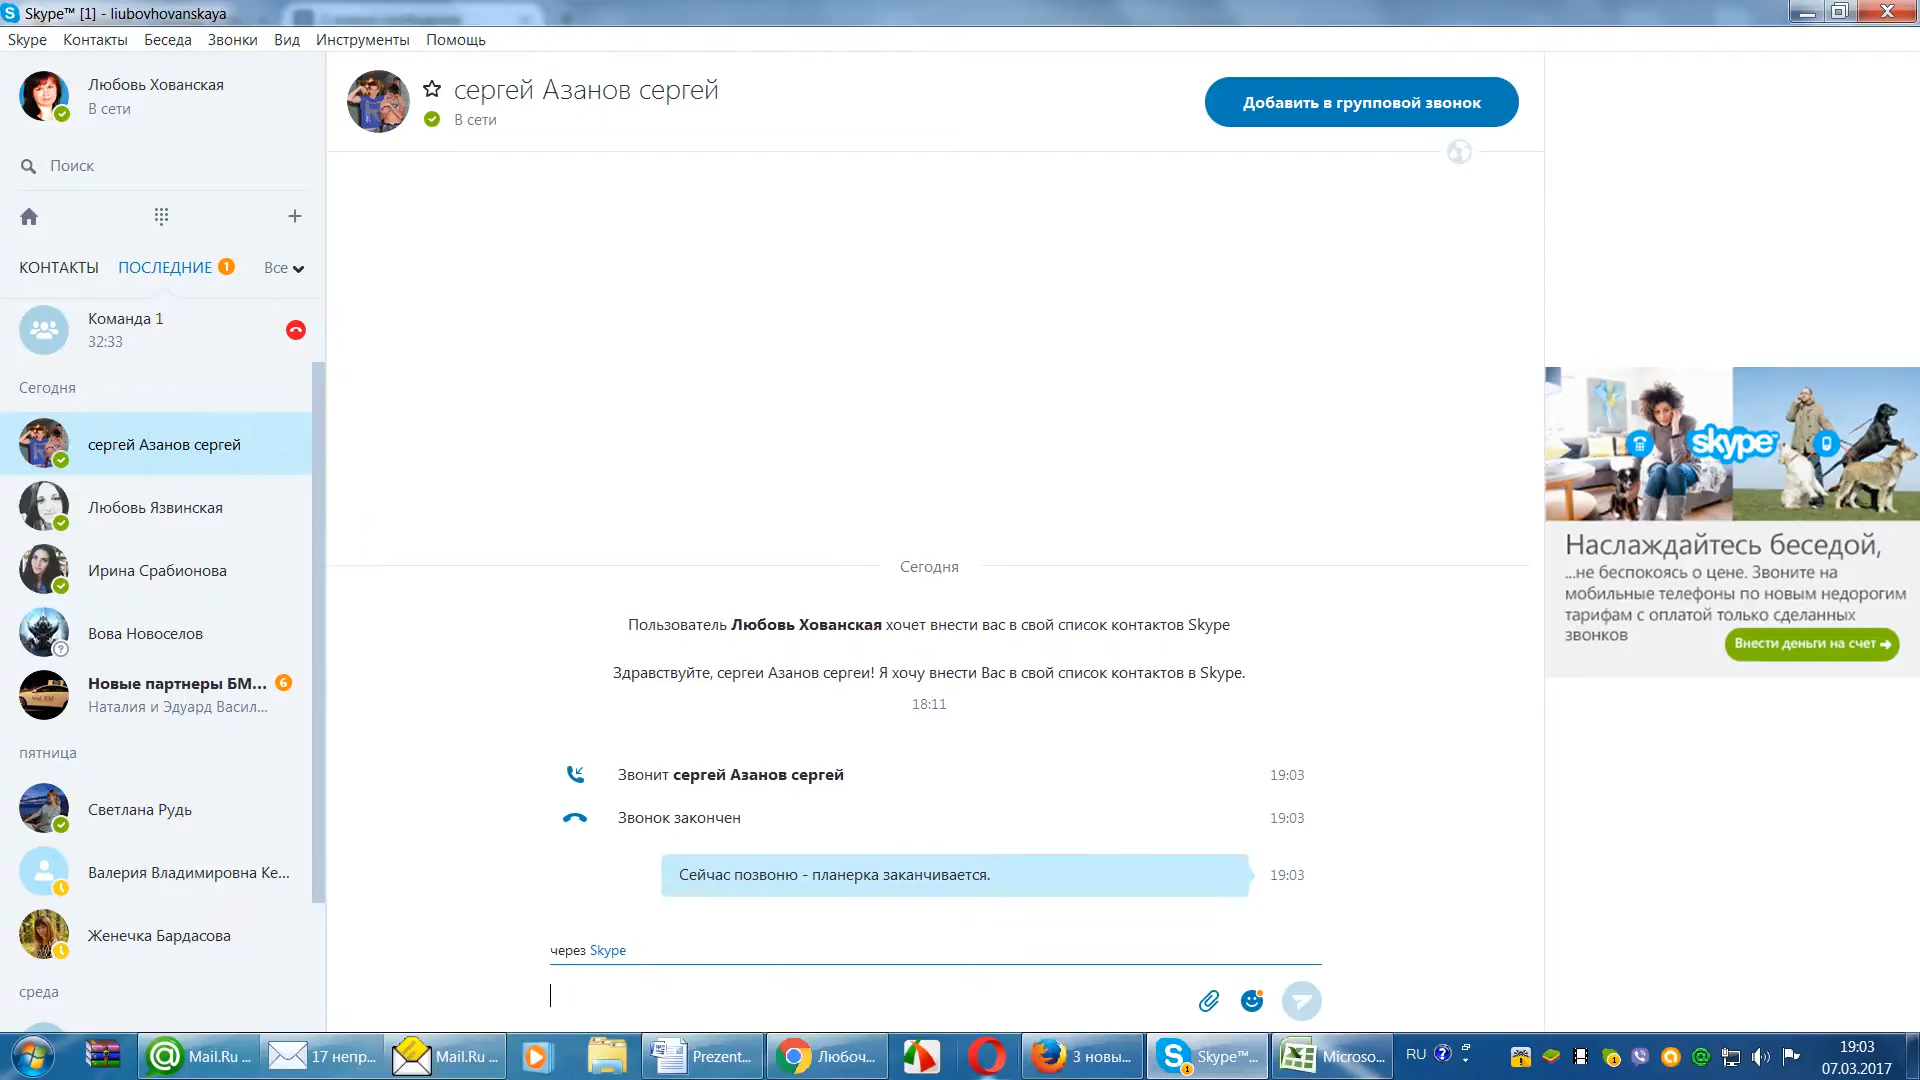 Skype™ [1] - liubovhovanskaya
Skype Контакты Беседа Звонки Вид Инструменты Помощь
Любовь Хованская
В сети
Поиск
КОНТАКТЫ ПОСЛЕДНИЕ 1 Все
Команда 1
32:33
Сегодня
сергей Азанов сергей
Любовь Язвинская
Ирина Срабионова
Вова Новоселов
Новые партнеры БМ... 6
Наталия и Эдуард Васил...
пятница
Светлана Рудь
Валерия Владимировна Ке...
Женечка Бардасова
среда
сергей Азанов сергей
В сети
Добавить в групповой звонок
Сегодня
Пользователь Любовь Хованская хочет внести вас в свой список контактов Skype
Здравствуйте, сергеи Азанов сергеи! Я хочу внести Вас в свой список контактов в Skype.
18:11
Звонит сергей Азанов сергей 19:03
Звонок закончен 19:03
Сейчас позвоню - планерка заканчивается. 19:03
через Skype
skype
Наслаждайтесь беседой,
...не беспокоясь о цене. Звоните на
мобильные телефоны по новым недорогим
тарифам с оплатой только сделанных
звонков
Внести деньги на счет
Mail.Ru ... 17 непр... Mail.Ru ... Prezent... Любоч... 3 новы... Skype™... Microso... RU 19:03
07.03.2017